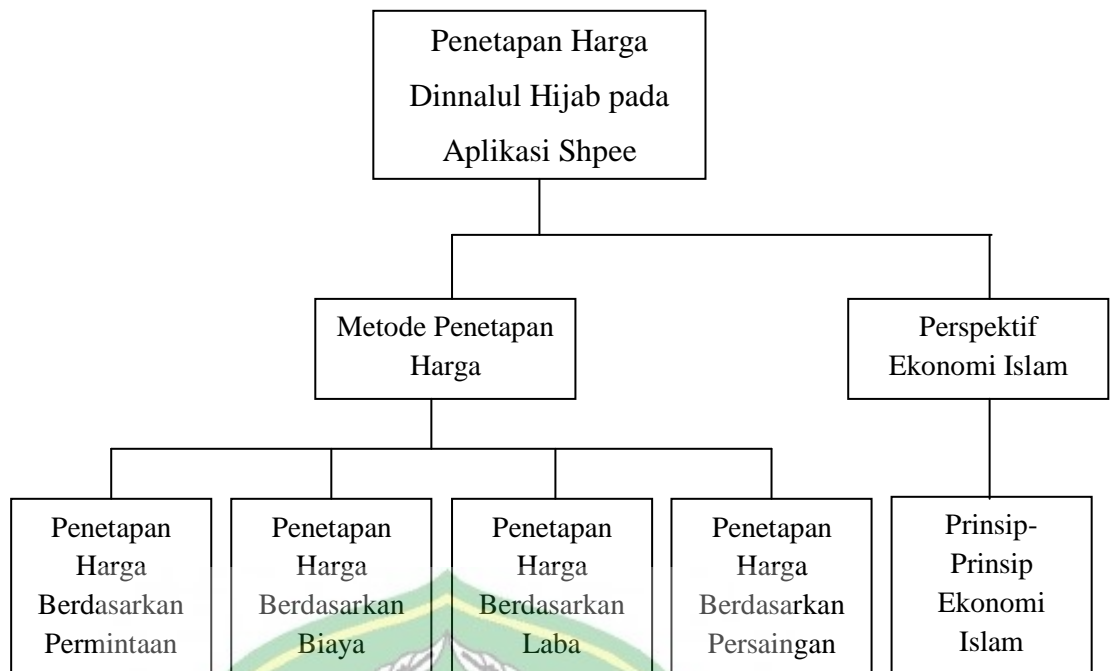 Penetapan Harga
Dinnalul Hijab pada
Aplikasi Shpee
Metode Penetapan
Harga
Perspektif
Ekonomi Islam
Penetapan
Harga
Berdasarkan
Permintaan
Penetapan
Harga
Berdasarkan
Biaya
Penetapan
Harga
Berdasarkan
Laba
Penetapan
Harga
Berdasarkan
Persaingan
Prinsip-
Prinsip
Ekonomi
Islam